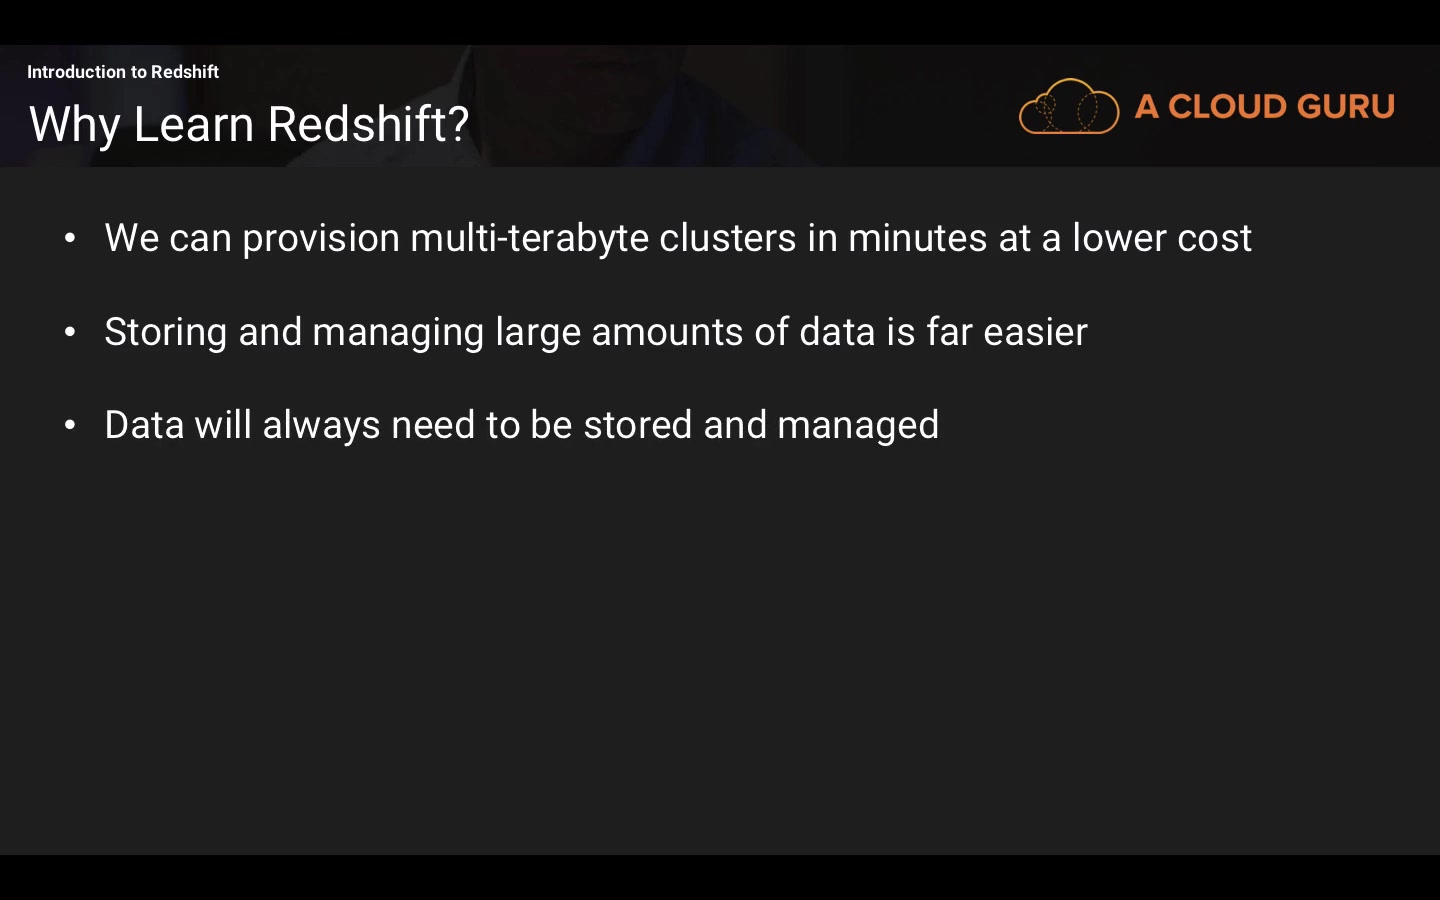 Introduction to Redshift
Why Learn Redshift?
A CLOUD GURU
• We can provision multi-terabyte clusters in minutes at a lower cost
• Storing and managing large amounts of data is far easier
• Data will always need to be stored and managed